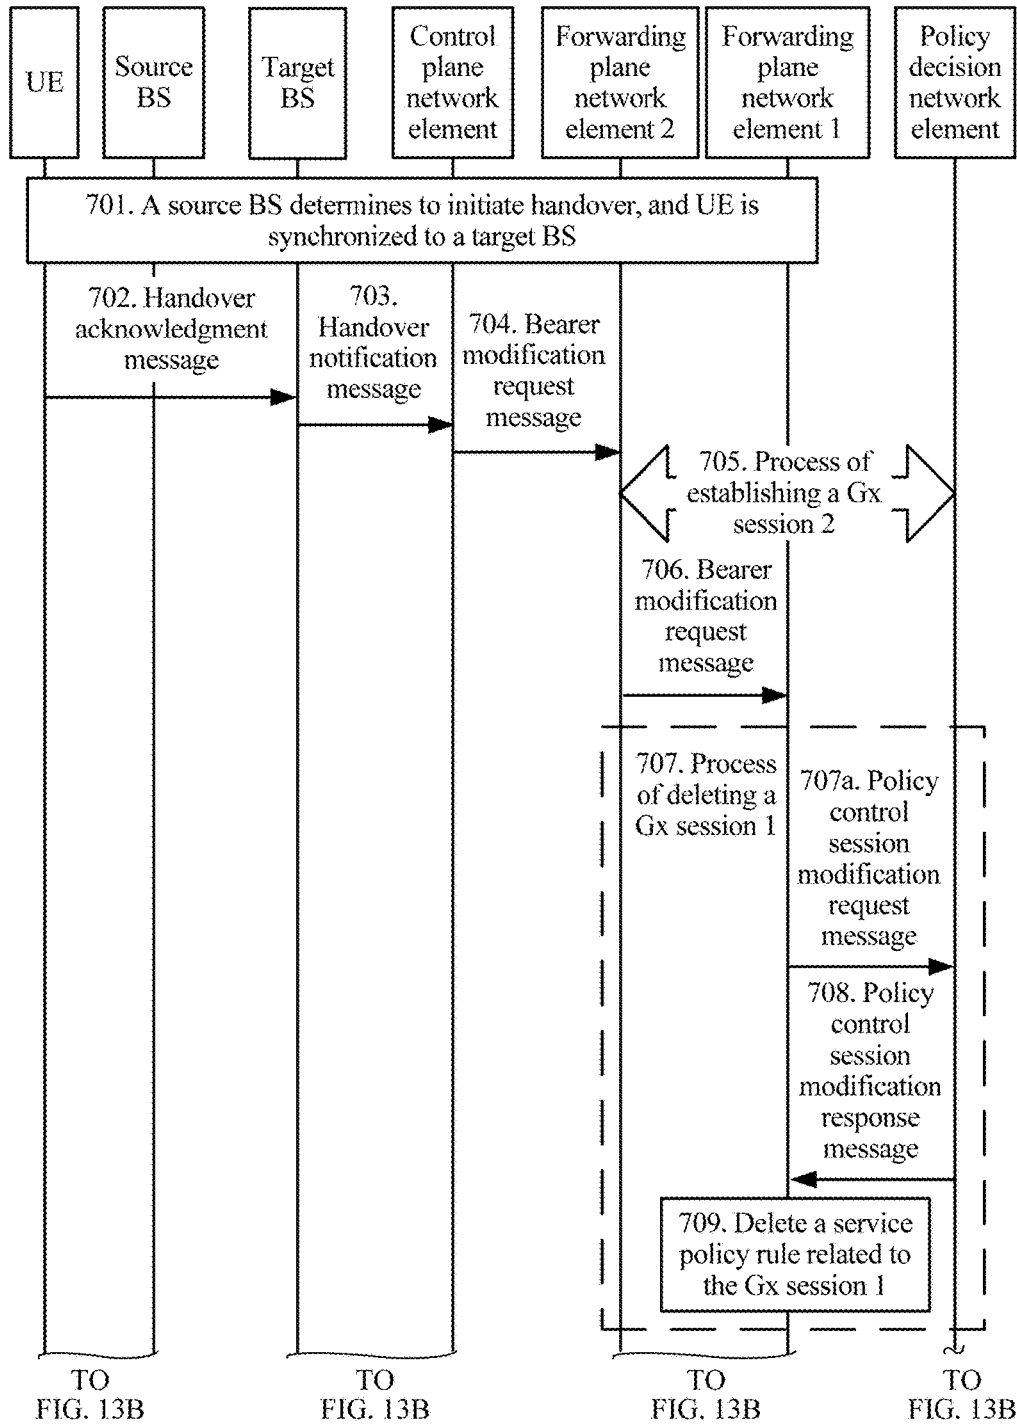 UE
Source
BS
Target
BS
Control
plane
network
element
Forwarding
plane
network
element 2
Forwarding
plane
network
element 1
Policy
decision
network
element
701. A source BS determines to initiate handover, and UE is
synchronized to a target BS
702. Handover
acknowledgment
message
703.
Handover
notification
message
704. Bearer
modification
request
message
705. Process of
establishing a Gx
session 2
706. Bearer
modification
request
message
707. Process
of deleting a
Gx session 1
707a. Policy
control
session
modification
request
message
708. Policy
control
session
modification
response
message
709. Delete a service
policy rule related to
the Gx session 1
TO
FIG. 13B
TO
FIG. 13B
TO
FIG. 13B
TO
FIG. 13B